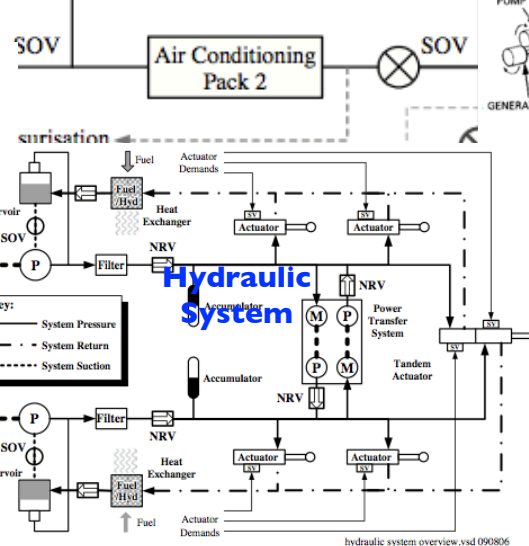 PUMP
SOV
Air Conditioning
Pack 2
SOV
GENERA
surisation
Fuel
Actuator
Demands
Fuel
/Hyd
Heat
Exchanger
SV
Actuator
SV
Actuator
rvoir
SOV
P
Filter
NRV
Hydraulic
System
Accumulator
NRV
M
P
Power
Transfer
System
SV
ey:
System Pressure
System Return
System Suction
P
M
Tandem
Actuator
SV
Accumulator
NRV
P
Filter
NRV
SOV
rvoir
Heat
Exchanger
Actuator
SV
Actuator
SV
Fuel
/Hyd
Fuel
Actuator
Demands
hydraulic system overview.vsd 090806